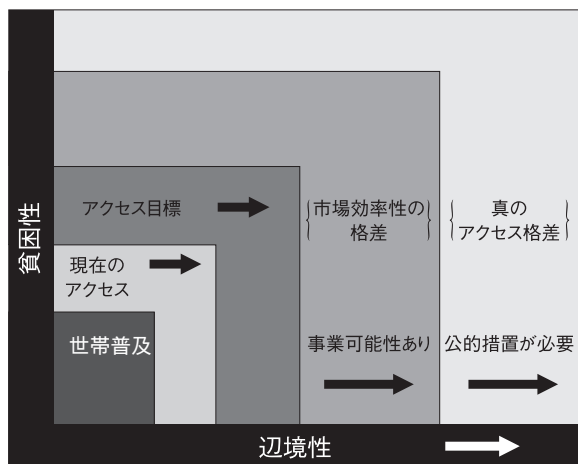 貧困性
アクセス目標
現在の
アクセス
世帯普及
市場効率性の
格差
真の
アクセス格差
事業可能性あり
公的措置が必要
辺境性